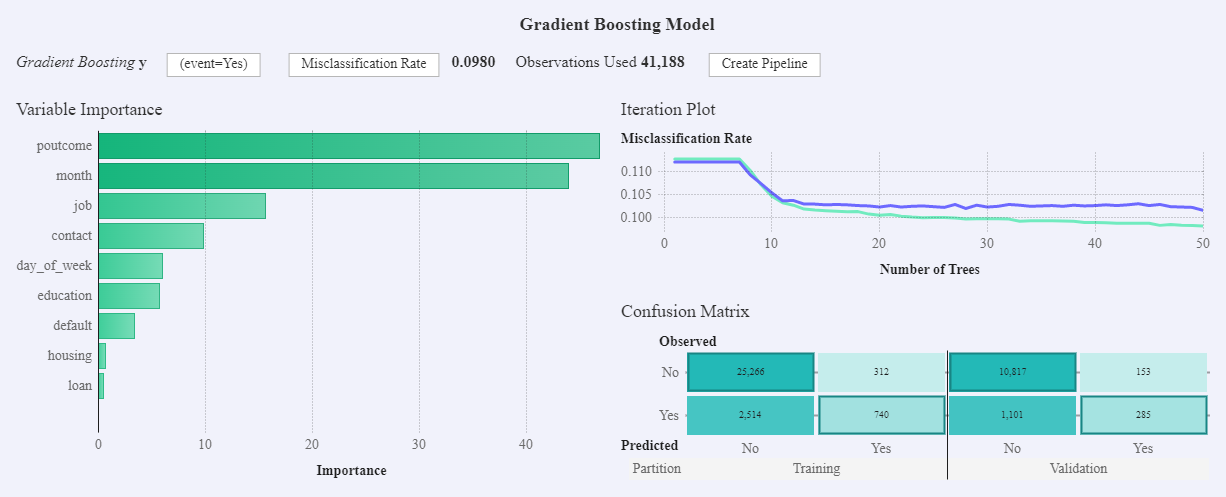 Gradient Boosting Model
Gradient Boosting y (event=Yes) Misclassification Rate 0.0980 Observations Used 41,188 Create Pipeline
Variable Importance
poutcome
month
job
contact
day_of_week
education
default
housing
loan
0 10 20 30 40
Importance
Iteration Plot
Misclassification Rate
0.110
0.105
0.100
0 10 20 30 40 50
Number of Trees
Confusion Matrix
Observed
No 25,266 312 10,817 153
Yes 2,514 740 1,101 285
Predicted No Yes No Yes
Partition Training Validation